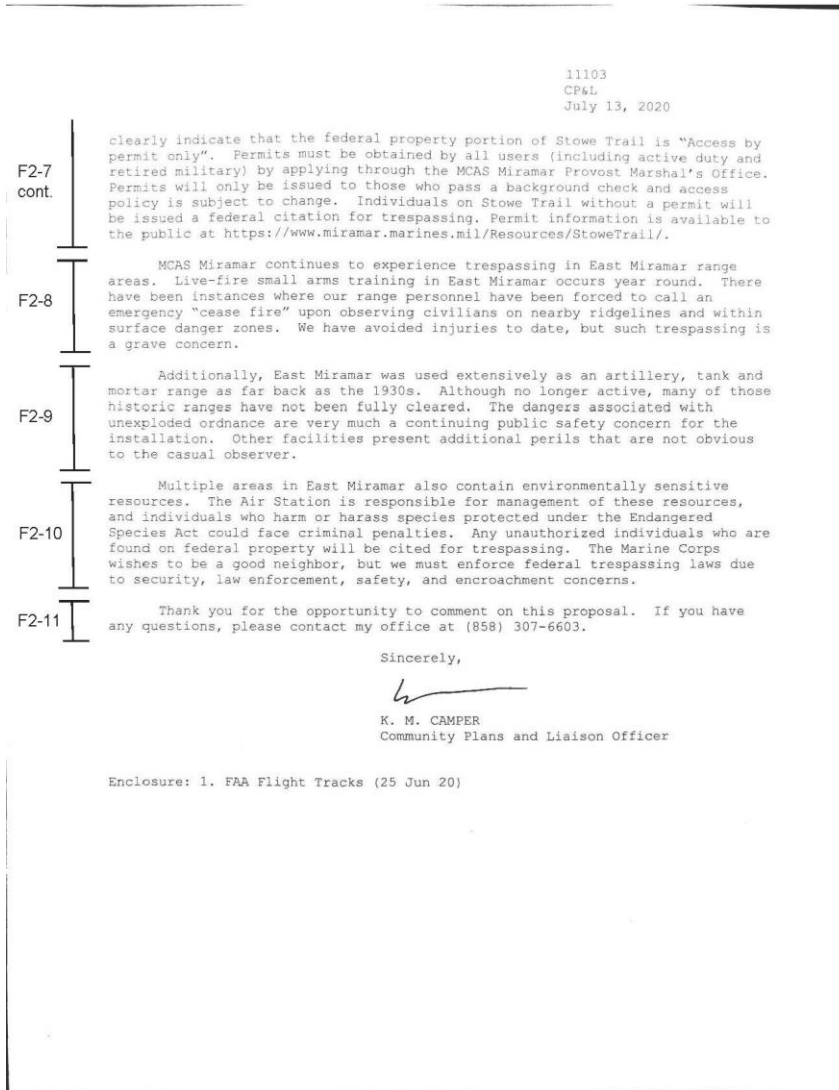 11103
CP&L
July 13, 2020
F2-7
cont.
clearly indicate that the federal property portion of Stowe Trail is "Access by
permit only". Permits must be obtained by all users (including active duty and
retired military) by applying through the MCAS Miramar Provost Marshal's Office.
Permits will only be issued to those who pass a background check and access
policy is subject to change. Individuals on Stowe Trail without a permit will
be issued a federal citation for trespassing. Permit information is available to
the public at https://www.miramar.marines.mil/Resources/StoweTrail/.
F2-8
MCAS Miramar continues to experience trespassing in East Miramar range
areas. Live-fire small arms training in East Miramar occurs year round. There
have been instances where our range personnel have been forced to call an
emergency "cease fire" upon observing civilians on nearby ridgelines and within
surface danger zones. We have avoided injuries to date, but such trespassing is
a grave concern.
F2-9
Additionally, East Miramar was used extensively as an artillery, tank and
mortar range as far back as the 1930s. Although no longer active, many of those
historic ranges have not been fully cleared. The dangers associated with
unexploded ordnance are very much a continuing public safety concern for the
installation. Other facilities present additional perils that are not obvious
to the casual observer.
F2-10
Multiple areas in East Miramar also contain environmentally sensitive
resources. The Air Station is responsible for management of these resources,
and individuals who harm or harass species protected under the Endangered
Species Act could face criminal penalties. Any unauthorized individuals who are
found on federal property will be cited for trespassing. The Marine Corps
wishes to be a good neighbor, but we must enforce federal trespassing laws due
to security, law enforcement, safety, and encroachment concerns.
F2-11
Thank you for the opportunity to comment on this proposal. If you have
any questions, please contact my office at (858) 307-6603.
Sincerely,
K. M. CAMPER
Community Plans and Liaison Officer
Enclosure: 1. FAA Flight Tracks (25 Jun 20)